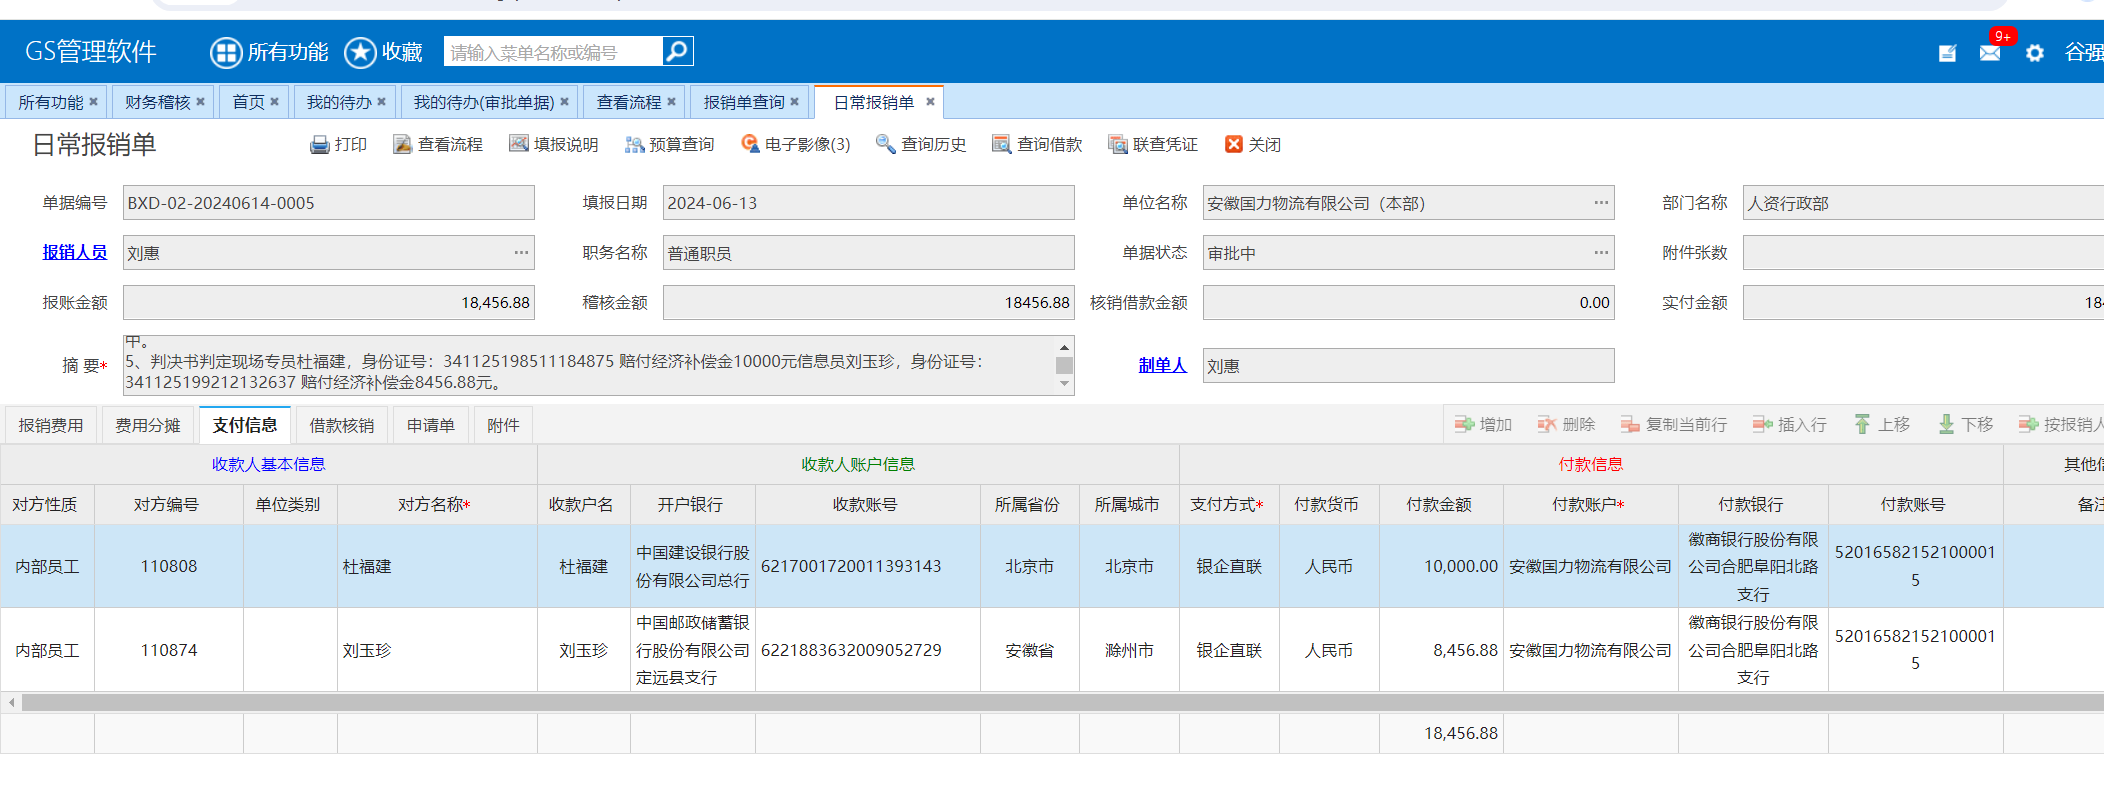 GS管理软件 所有功能 收藏 请输入菜单名称或编号 9+ 谷强
所有功能 财务稽核 首页 我的待办 我的待办(审批单据) 查看流程 报销单查询 日常报销单
日常报销单 打印 查看流程 填报说明 预算查询 电子影像(3) 查询历史 查询借款 联查凭证 关闭
单据编号 BXD-02-20240614-0005 填报日期 2024-06-13 单位名称 安徽国力物流有限公司（本部） ··· 部门名称 人资行政部
报销人员 刘惠 ··· 职务名称 普通职员 单据状态 审批中 ··· 附件张数
报账金额 18,456.88 稽核金额 18456.88 核销借款金额 0.00 实付金额 184
中。
摘 要* 5、判决书判定现场专员杜福建，身份证号：341125198511184875 赔付经济补偿金10000元信息员刘玉珍，身份证号：
341125199212132637 赔付经济补偿金8456.88元。
制单人 刘惠
报销费用 费用分摊 支付信息 借款核销 申请单 附件 增加 删除 复制当前行 插入行 上移 下移 按报销人
收款人基本信息 收款人账户信息 付款信息 其他信
对方性质 对方编号 单位类别 对方名称* 收款户名 开户银行 收款账号 所属省份 所属城市 支付方式* 付款货币 付款金额 付款账户* 付款银行 付款账号 备注
内部员工 110808 杜福建 杜福建 中国建设银行股份有限公司总行 6217001720011393143 北京市 北京市 银企直联 人民币 10,000.00 安徽国力物流有限公司 徽商银行股份有限公司合肥阜阳北路支行 520165821521000015
内部员工 110874 刘玉珍 刘玉珍 中国邮政储蓄银行股份有限公司定远县支行 6221883632009052729 安徽省 滁州市 银企直联 人民币 8,456.88 安徽国力物流有限公司 徽商银行股份有限公司合肥阜阳北路支行 520165821521000015
18,456.88